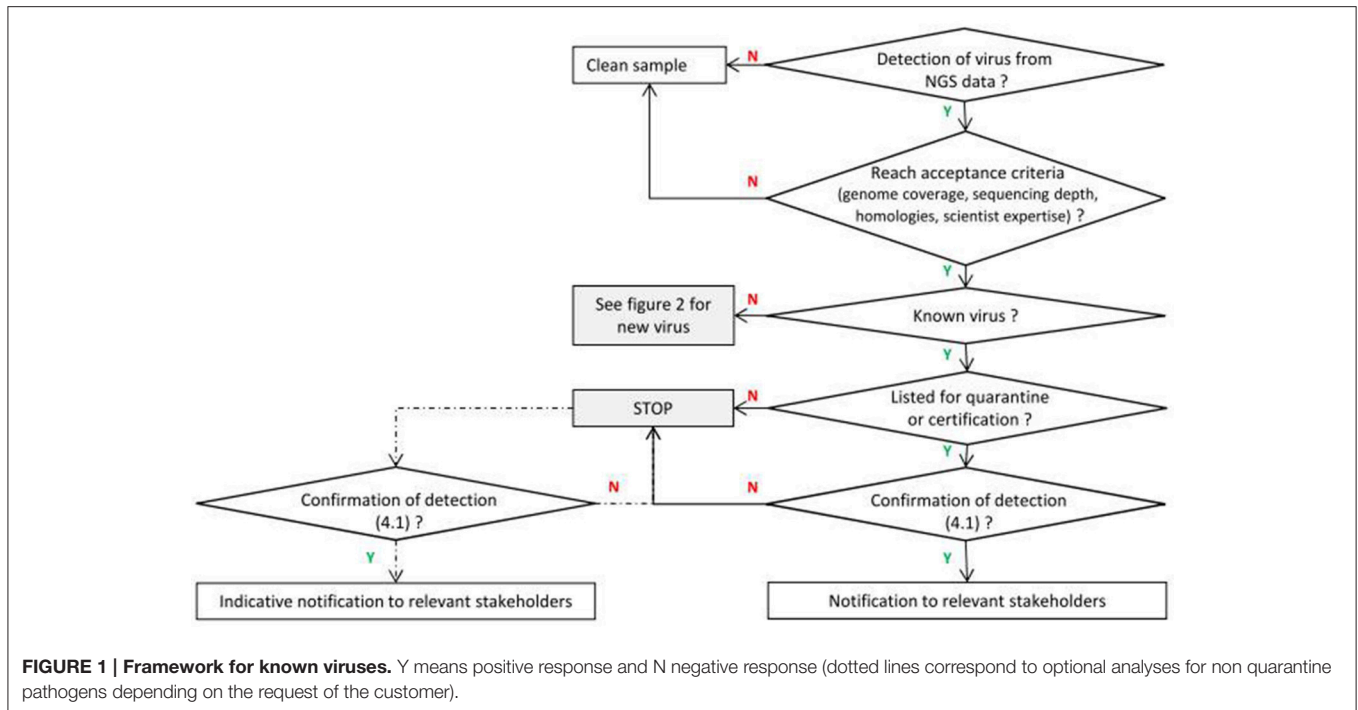 Detection of virus from
NGS data ?
N
Clean sample
Y
Reach acceptance criteria
(genome coverage, sequencing depth,
homologies, scientist expertise) ?
N
Y
Known virus ?
N
See figure 2 for
new virus
Y
Listed for quarantine
or certification ?
N
STOP
Y
Confirmation of detection
(4.1) ?
N
N
Confirmation of detection
(4.1) ?
Y
Y
Indicative notification to relevant stakeholders
Notification to relevant stakeholders
FIGURE 1 | Framework for known viruses. Y means positive response and N negative response (dotted lines correspond to optional analyses for non quarantine
pathogens depending on the request of the customer).